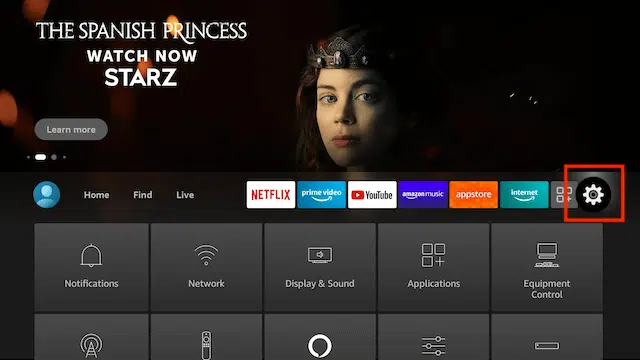 THE SPANISH PRINCESS
WATCH NOW
STARZ
Learn more
Home Find Live NETFLIX prime video YouTube amazon music appstore internet
Notifications Network Display & Sound Applications Equipment
Control